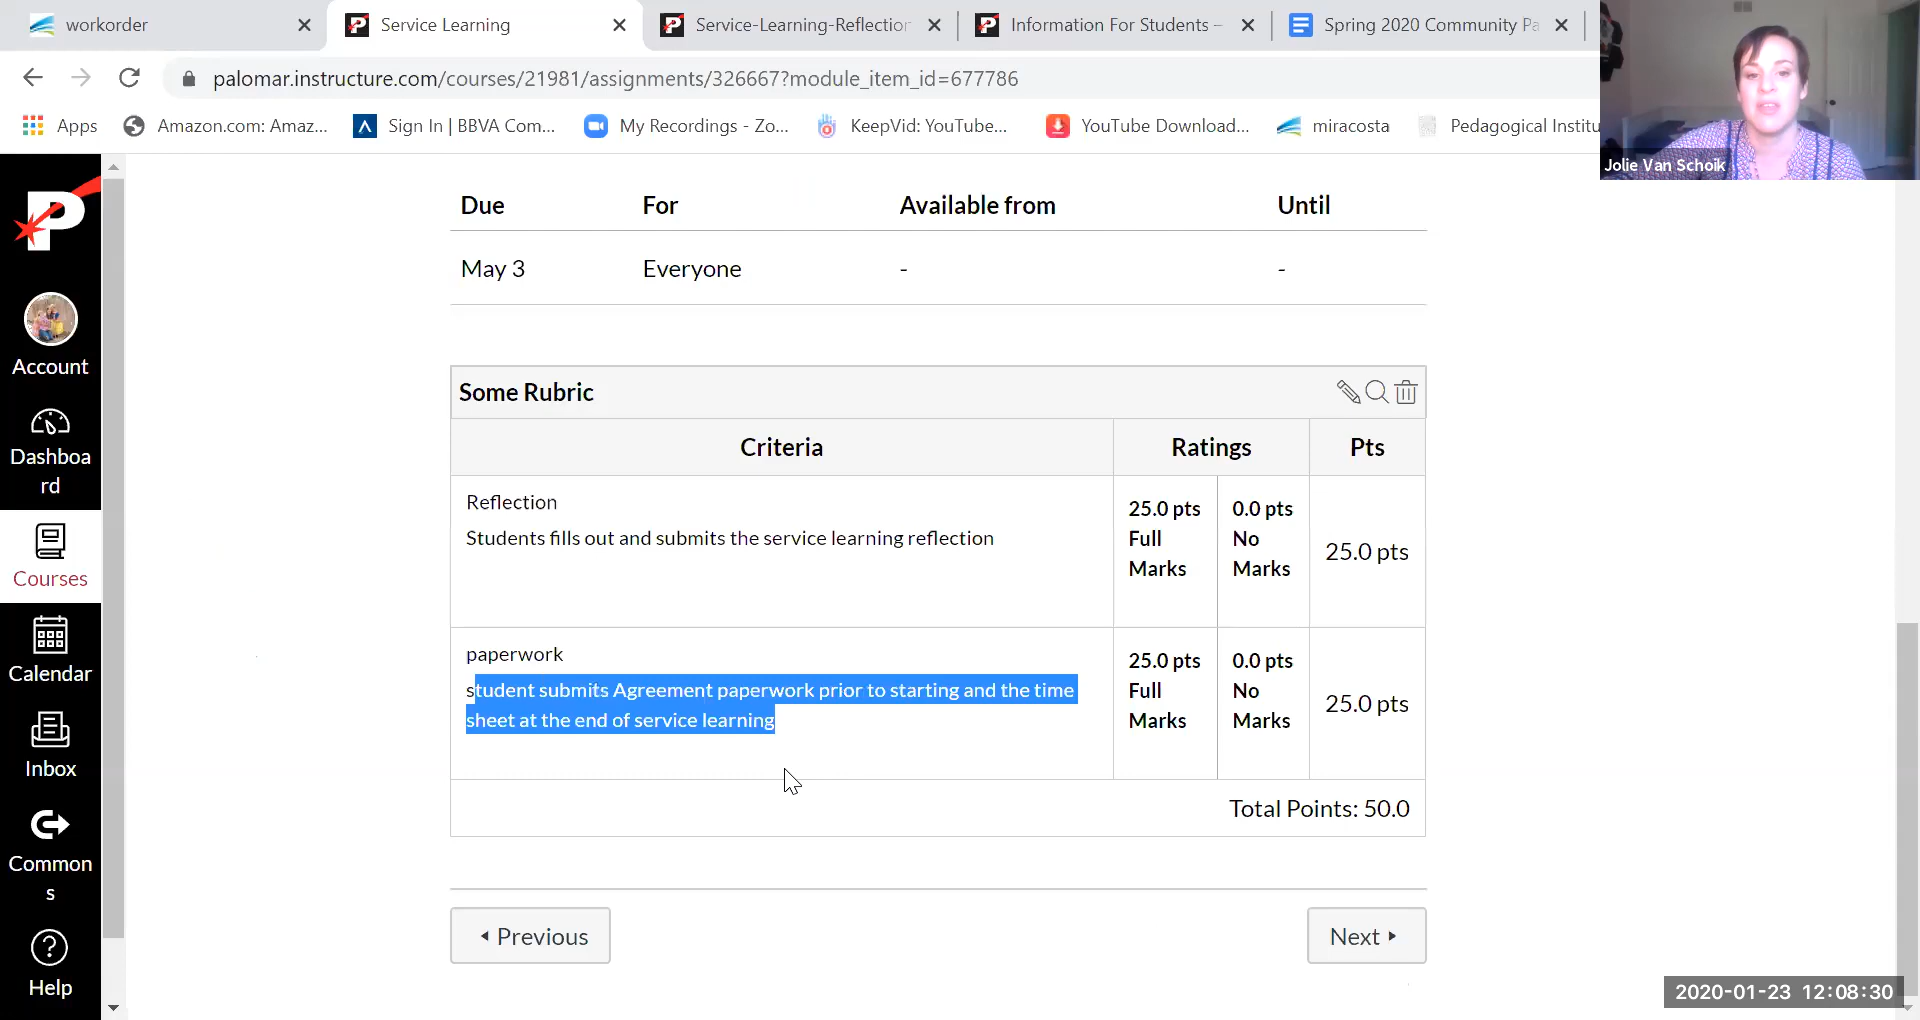 workorder
Service Learning
Service-Learning-Reflection
Information For Students –
Spring 2020 Community Pa
palomar.instructure.com/courses/21981/assignments/326667?module_item_id=677786
Apps
Amazon.com: Amaz...
Sign In | BBVA Com...
My Recordings - Zo...
KeepVid: YouTube...
YouTube Download...
miracosta
Pedagogical Institu
Jolie Van Schoik
P
Account
Dashboa
rd
Courses
Calendar
Inbox
Common
s
Help
Due For Available from Until
May 3 Everyone - -
Some Rubric
Criteria Ratings Pts
Reflection
Students fills out and submits the service learning reflection
25.0 pts
Full
Marks
0.0 pts
No
Marks
25.0 pts
paperwork
student submits Agreement paperwork prior to starting and the time
sheet at the end of service learning
25.0 pts
Full
Marks
0.0 pts
No
Marks
25.0 pts
Total Points: 50.0
Previous
Next
2020-01-23 12:08:30